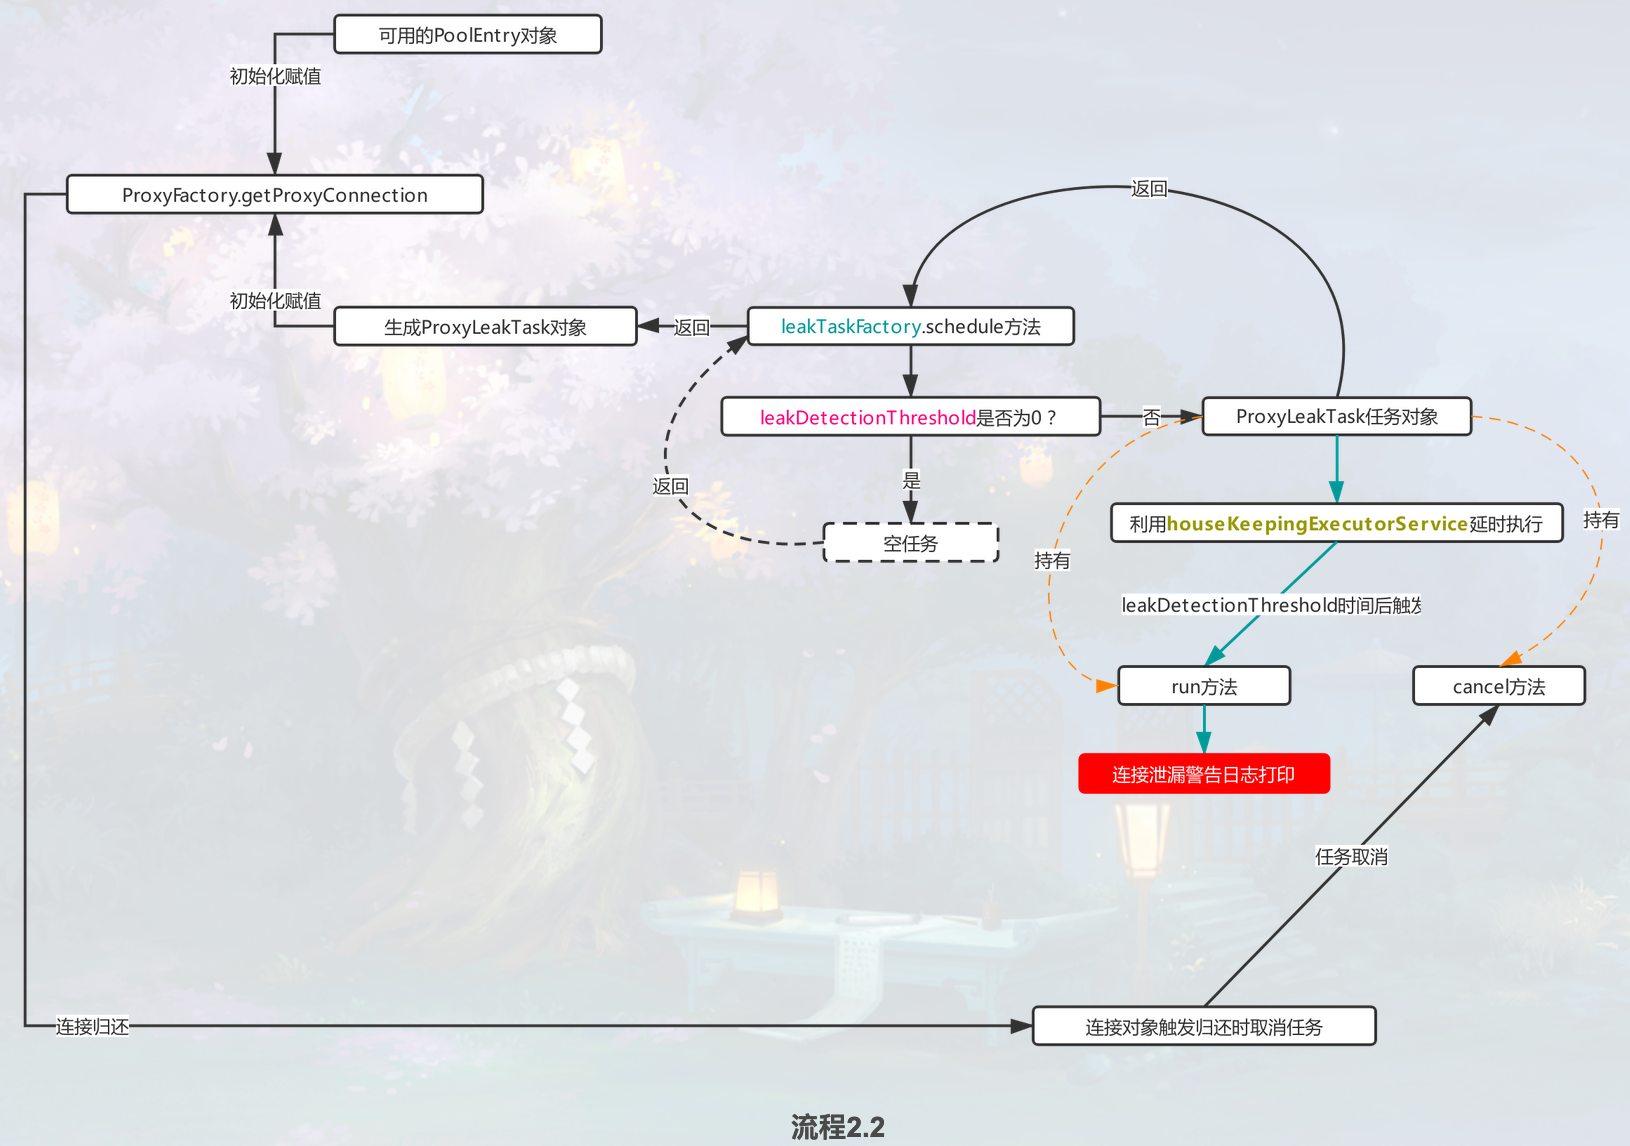 可用的PoolEntry对象
初始化赋值
ProxyFactory.getProxyConnection
返回
初始化赋值
生成ProxyLeakTask对象
返回
leakTaskFactory.schedule方法
leakDetectionThreshold是否为0？
否
ProxyLeakTask任务对象
是
返回
空任务
利用houseKeepingExecutorService延时执行
持有
持有
leakDetectionThreshold时间后触发
run方法
cancel方法
连接泄漏警告日志打印
任务取消
连接归还
连接对象触发归还时取消任务
流程2.2